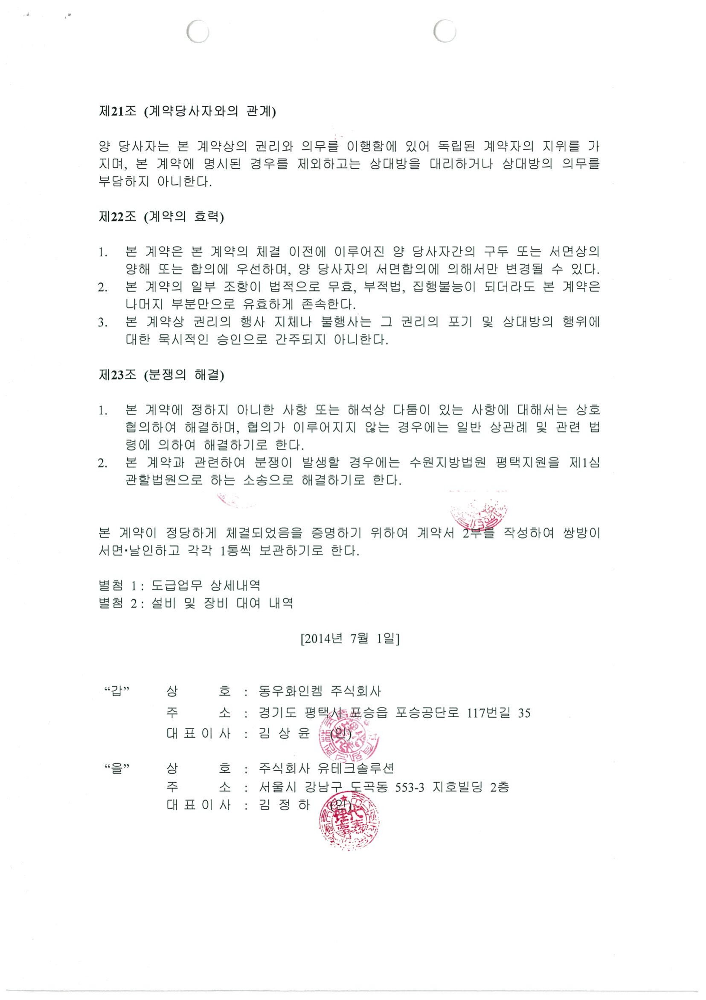 제21조 (계약당사자와의 관계)
양 당사자는 본 계약상의 권리와 의무를 이행함에 있어 독립된 계약자의 지위를 가
지며, 본 계약에 명시된 경우를 제외하고는 상대방을 대리하거나 상대방의 의무를
부담하지 아니한다.
제22조 (계약의 효력)
1. 본 계약은 본 계약의 체결 이전에 이루어진 양 당사자간의 구두 또는 서면상의
양해 또는 합의에 우선하며, 양 당사자의 서면합의에 의해서만 변경될 수 있다.
2. 본 계약의 일부 조항이 법적으로 무효, 부적법, 집행불능이 되더라도 본 계약은
나머지 부분만으로 유효하게 존속한다.
3. 본 계약상 권리의 행사 지체나 불행사는 그 권리의 포기 및 상대방의 행위에
대한 묵시적인 승인으로 간주되지 아니한다.
제23조 (분쟁의 해결)
1. 본 계약에 정하지 아니한 사항 또는 해석상 다툼이 있는 사항에 대해서는 상호
협의하여 해결하며, 협의가 이루어지지 않는 경우에는 일반 상관례 및 관련 법
령에 의하여 해결하기로 한다.
2. 본 계약과 관련하여 분쟁이 발생할 경우에는 수원지방법원 평택지원을 제1심
관할법원으로 하는 소송으로 해결하기로 한다.
본 계약이 정당하게 체결되었음을 증명하기 위하여 계약서 2부를 작성하여 쌍방이
서면·날인하고 각각 1통씩 보관하기로 한다.
별첨 1 : 도급업무 상세내역
별첨 2 : 설비 및 장비 대여 내역
[2014년 7월 1일]
“갑” 상 호 : 동우화인켐 주식회사
주 소 : 경기도 평택시 포승읍 포승공단로 117번길 35
대 표 이 사 : 김 상 윤 (인)
“을” 상 호 : 주식회사 유테크솔루션
주 소 : 서울시 강남구 도곡동 553-3 지호빌딩 2층
대 표 이 사 : 김 정 하 (인)